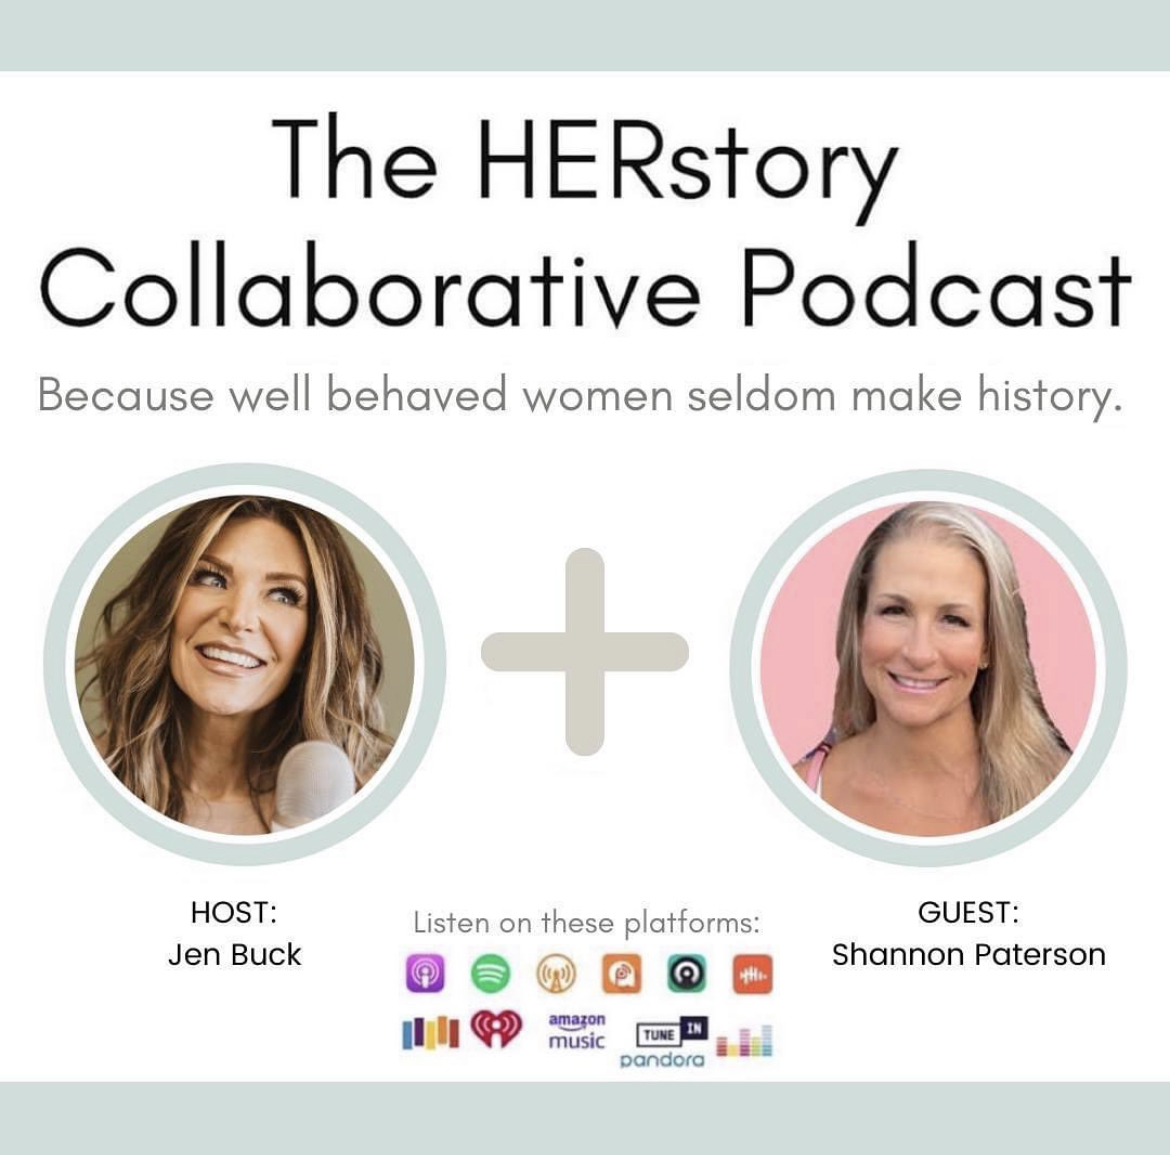 The HERstory
Collaborative Podcast
Because well behaved women seldom make history.
HOST:
Jen Buck
Listen on these platforms:
amazon
music
TUNE IN
pandora
GUEST:
Shannon Paterson